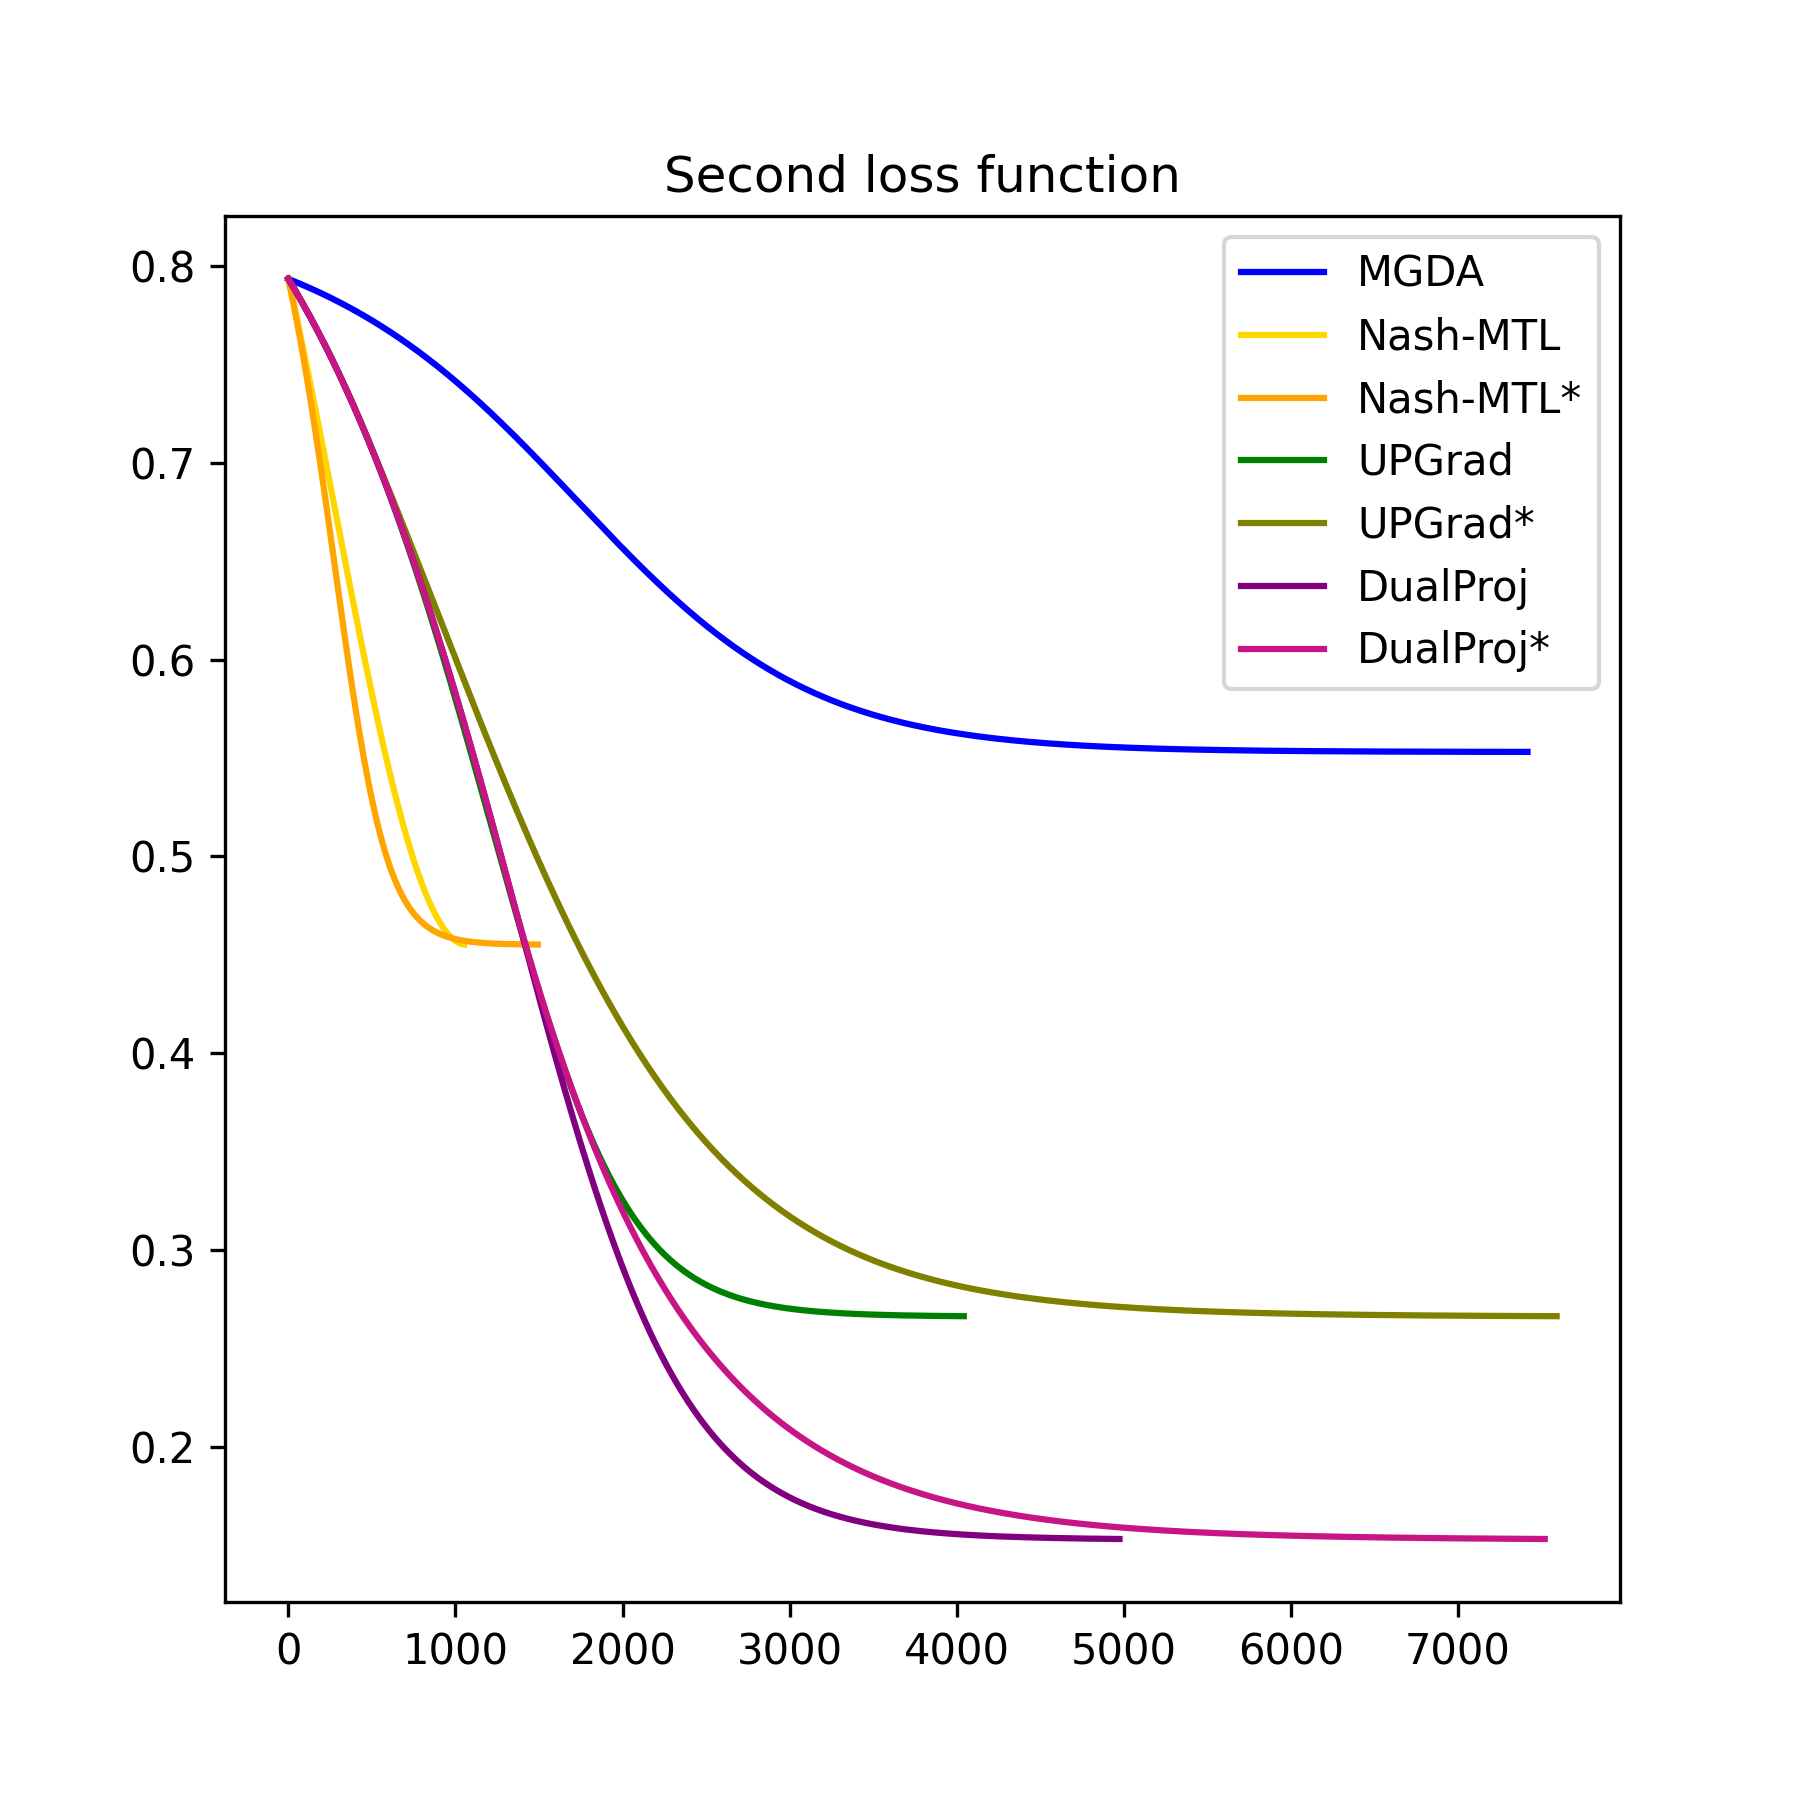 Second loss function
0.8
0.7
0.6
0.5
0.4
0.3
0.2
MGDA
Nash-MTL
Nash-MTL*
UPGrad
UPGrad*
DualProj
DualProj*
0 1000 2000 3000 4000 5000 6000 7000